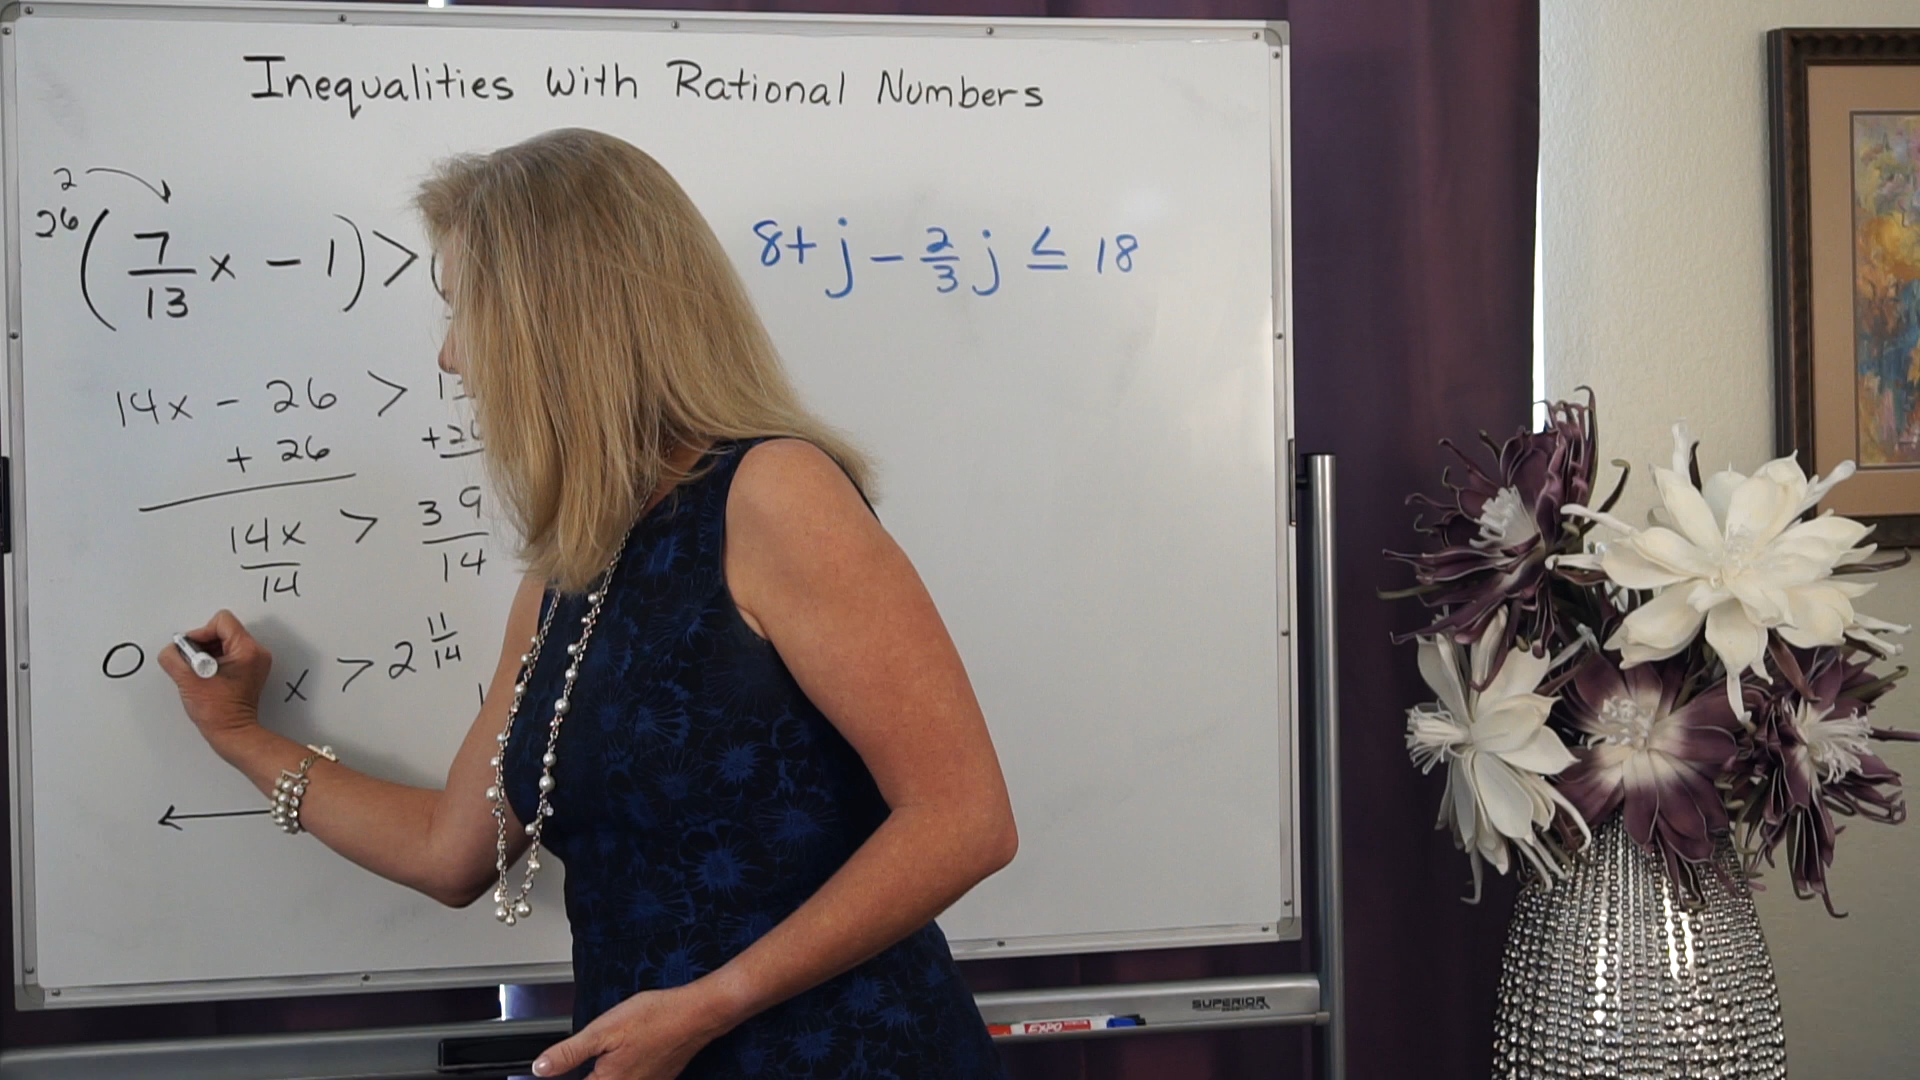 Inequalities with Rational Numbers
2
26 ( 7/13 x - 1 ) > (
14x - 26 >
+ 26
14x/14 > 39/14
0
x > 2 11/14
8 + j - 2/3 j ≤ 18
SUPERIOR
EXPO